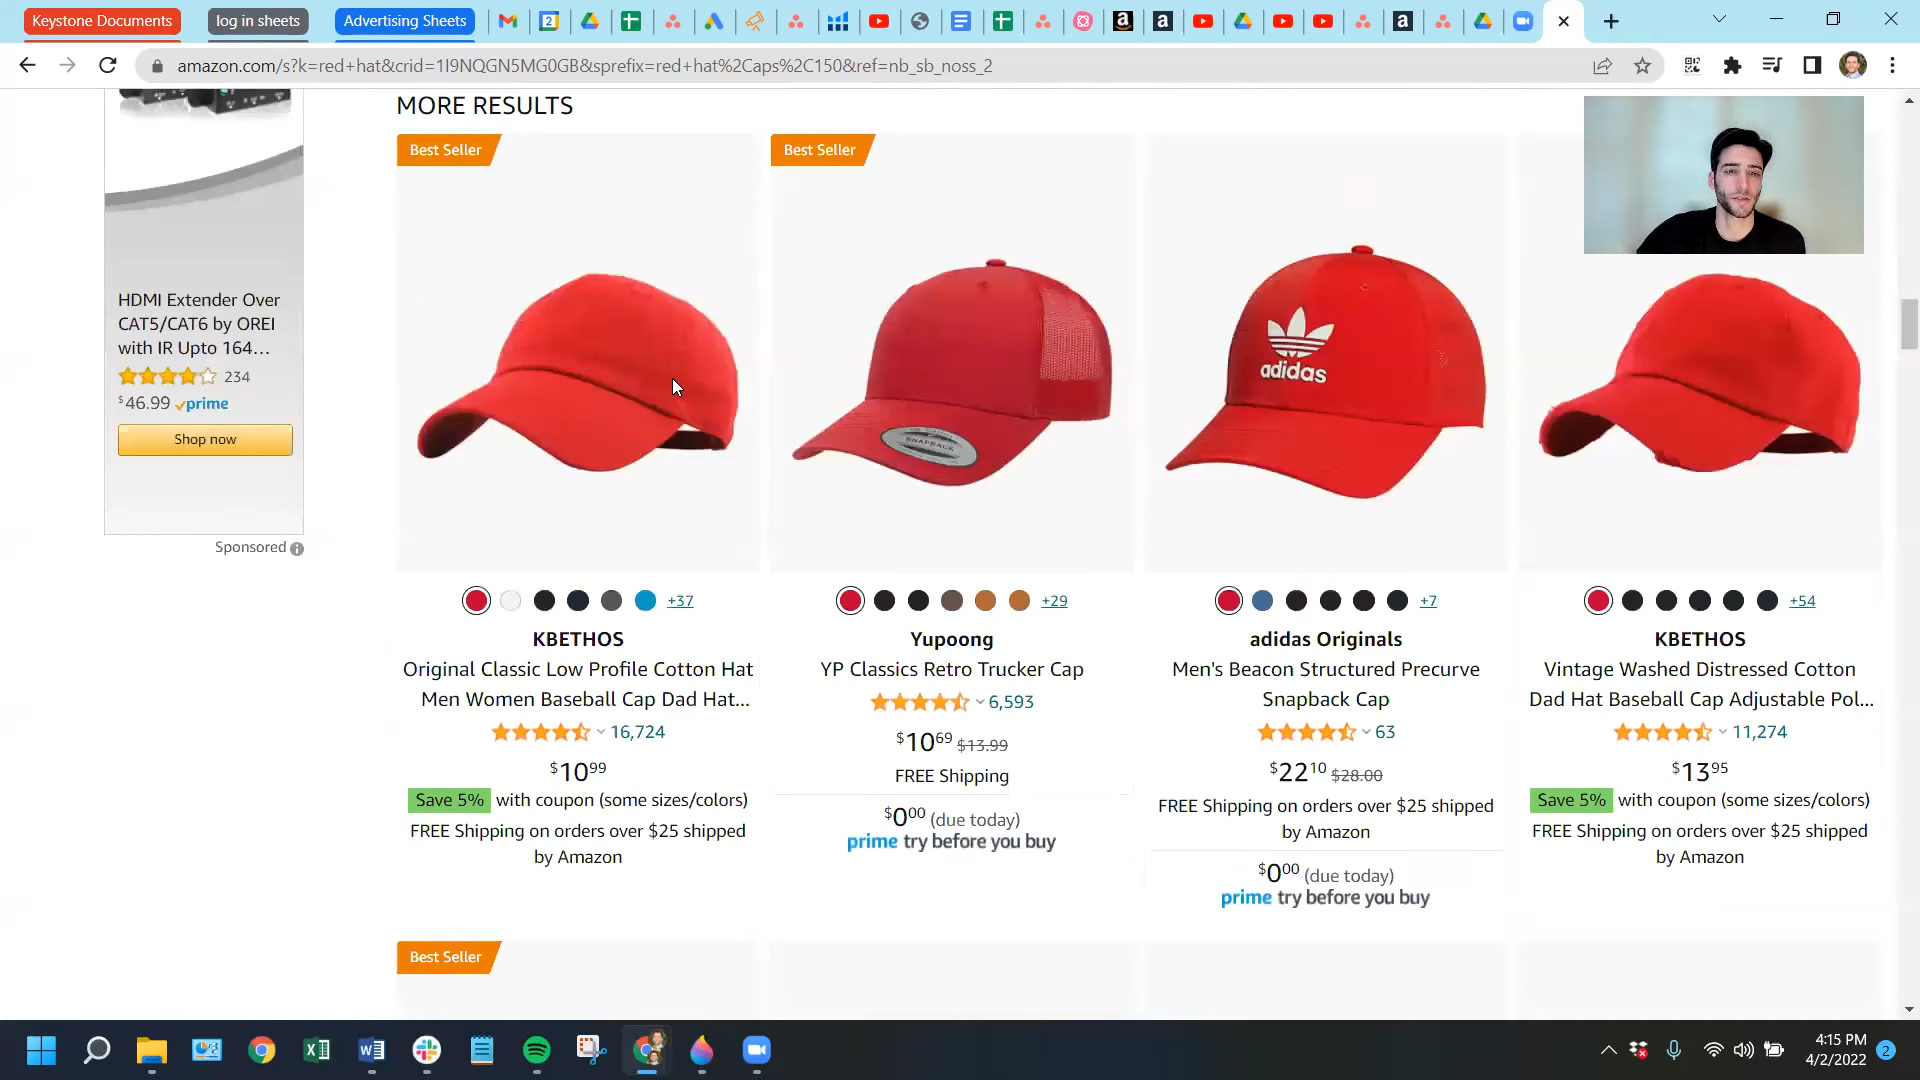 Keystone Documents
log in sheets
Advertising Sheets
amazon.com/s?k=red+hat&crid=1I9NQGN5MG0GB&sprefix=red+hat%2Caps%2C150&ref=nb_sb_noss_2
MORE RESULTS
Best Seller
Best Seller
adidas
HDMI Extender Over
CAT5/CAT6 by OREI
with IR Upto 164...
234
$46.99 prime
Shop now
Sponsored
+37
+29
+7
+54
KBETHOS
Original Classic Low Profile Cotton Hat
Men Women Baseball Cap Dad Hat...
16,724
$10.99
Save 5% with coupon (some sizes/colors)
FREE Shipping on orders over $25 shipped
by Amazon
Yupoong
YP Classics Retro Trucker Cap
6,593
$10.69 $13.99
FREE Shipping
$0.00 (due today)
prime try before you buy
adidas Originals
Men's Beacon Structured Precurve
Snapback Cap
63
$22.10 $28.00
FREE Shipping on orders over $25 shipped
by Amazon
$0.00 (due today)
prime try before you buy
KBETHOS
Vintage Washed Distressed Cotton
Dad Hat Baseball Cap Adjustable Pol...
11,274
$13.95
Save 5% with coupon (some sizes/colors)
FREE Shipping on orders over $25 shipped
by Amazon
Best Seller
4:15 PM
4/2/2022
2